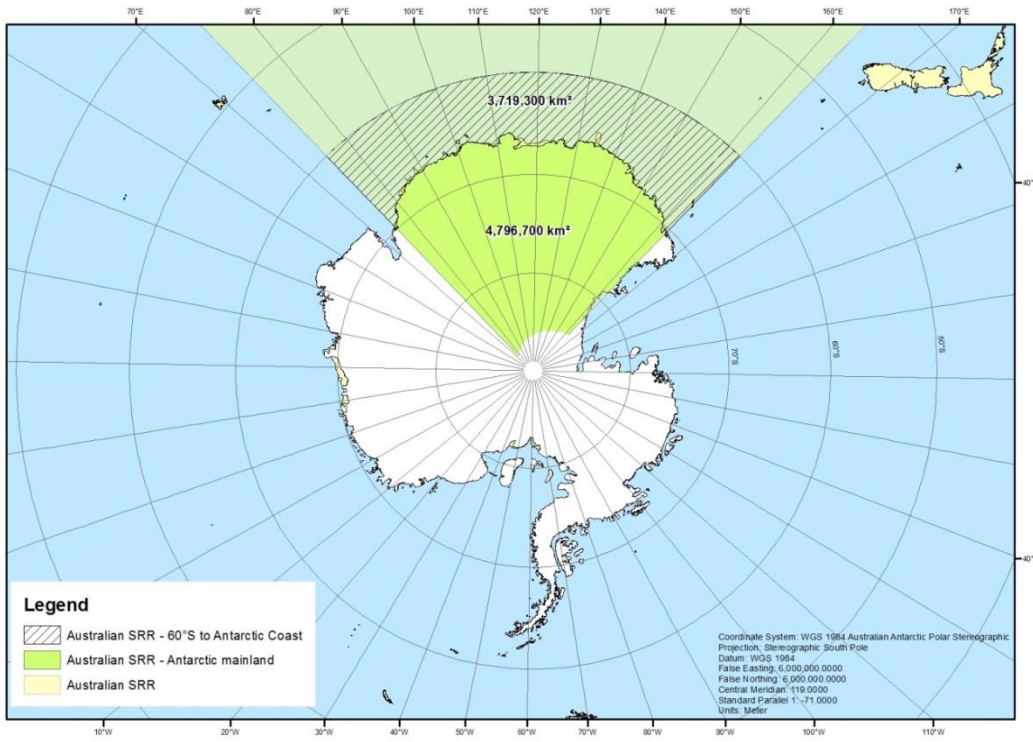 70°E 80°E 90°E 100°E 110°E 120°E 130°E 140°E 150°E 160°E 170°E
3,719,300 km²
40°
4,796,700 km²
70°S
60°S
50°S
40°
Legend
Australian SRR - 60°S to Antarctic Coast
Australian SRR - Antarctic mainland
Australian SRR
Coordinate System: WGS 1984 Australian Antarctic Polar Stereographic
Projection: Stereographic South Pole
Datum: WGS 1984
False Easting: 6,000,000.0000
False Northing: 6,000,000.0000
Central Meridian: 119.0000
Standard Parallel 1: -71.0000
Units: Meter
10°W 20°W 30°W 40°W 50°W 60°W 70°W 80°W 90°W 100°W 110°W